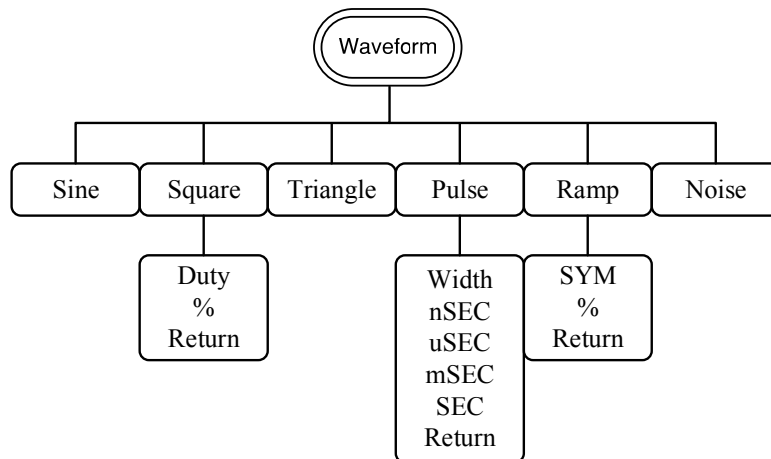 Waveform
Sine Square Triangle Pulse Ramp Noise
Duty
%
Return
Width
nSEC
uSEC
mSEC
SEC
Return
SYM
%
Return